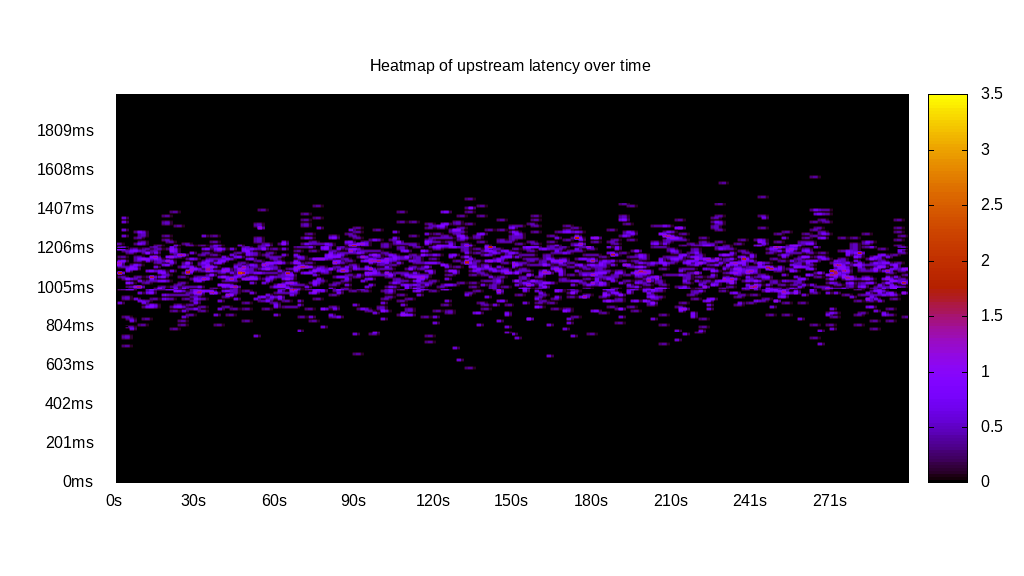 Heatmap of upstream latency over time
1809ms
1608ms
1407ms
1206ms
1005ms
804ms
603ms
402ms
201ms
0ms
0s 30s 60s 90s 120s 150s 180s 210s 241s 271s
3.5
3
2.5
2
1.5
1
0.5
0